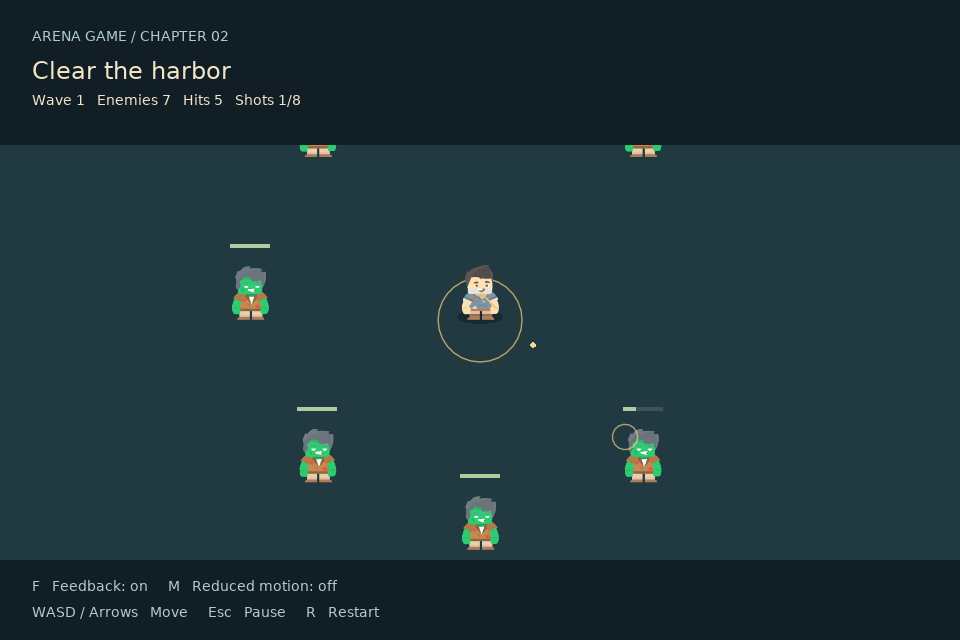 ARENA GAME / CHAPTER 02
Clear the harbor
Wave 1 Enemies 7 Hits 5 Shots 1/8
F Feedback: on M Reduced motion: off
WASD / Arrows Move Esc Pause R Restart